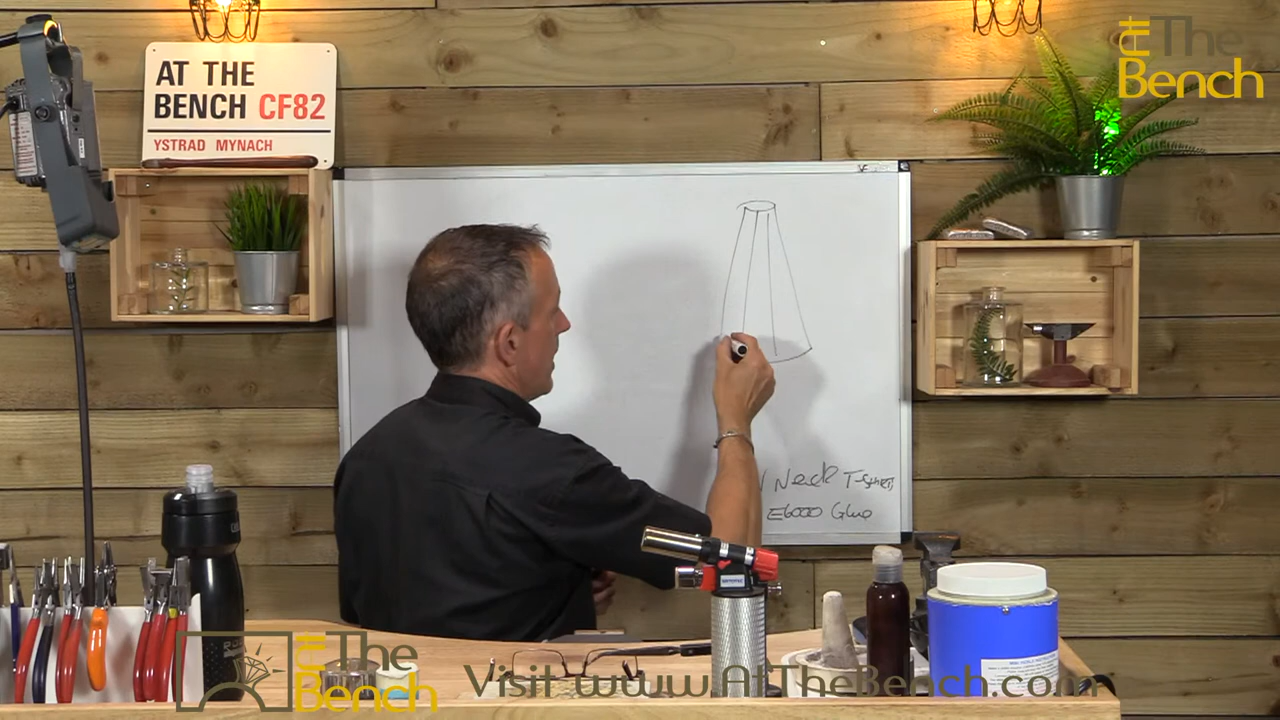 AT THE
BENCH CF82
YSTRAD MYNACH
At The
Bench
V Neck T-Shirts
E6000 Glue
At The
Bench
Visit www.AtTheBench.com